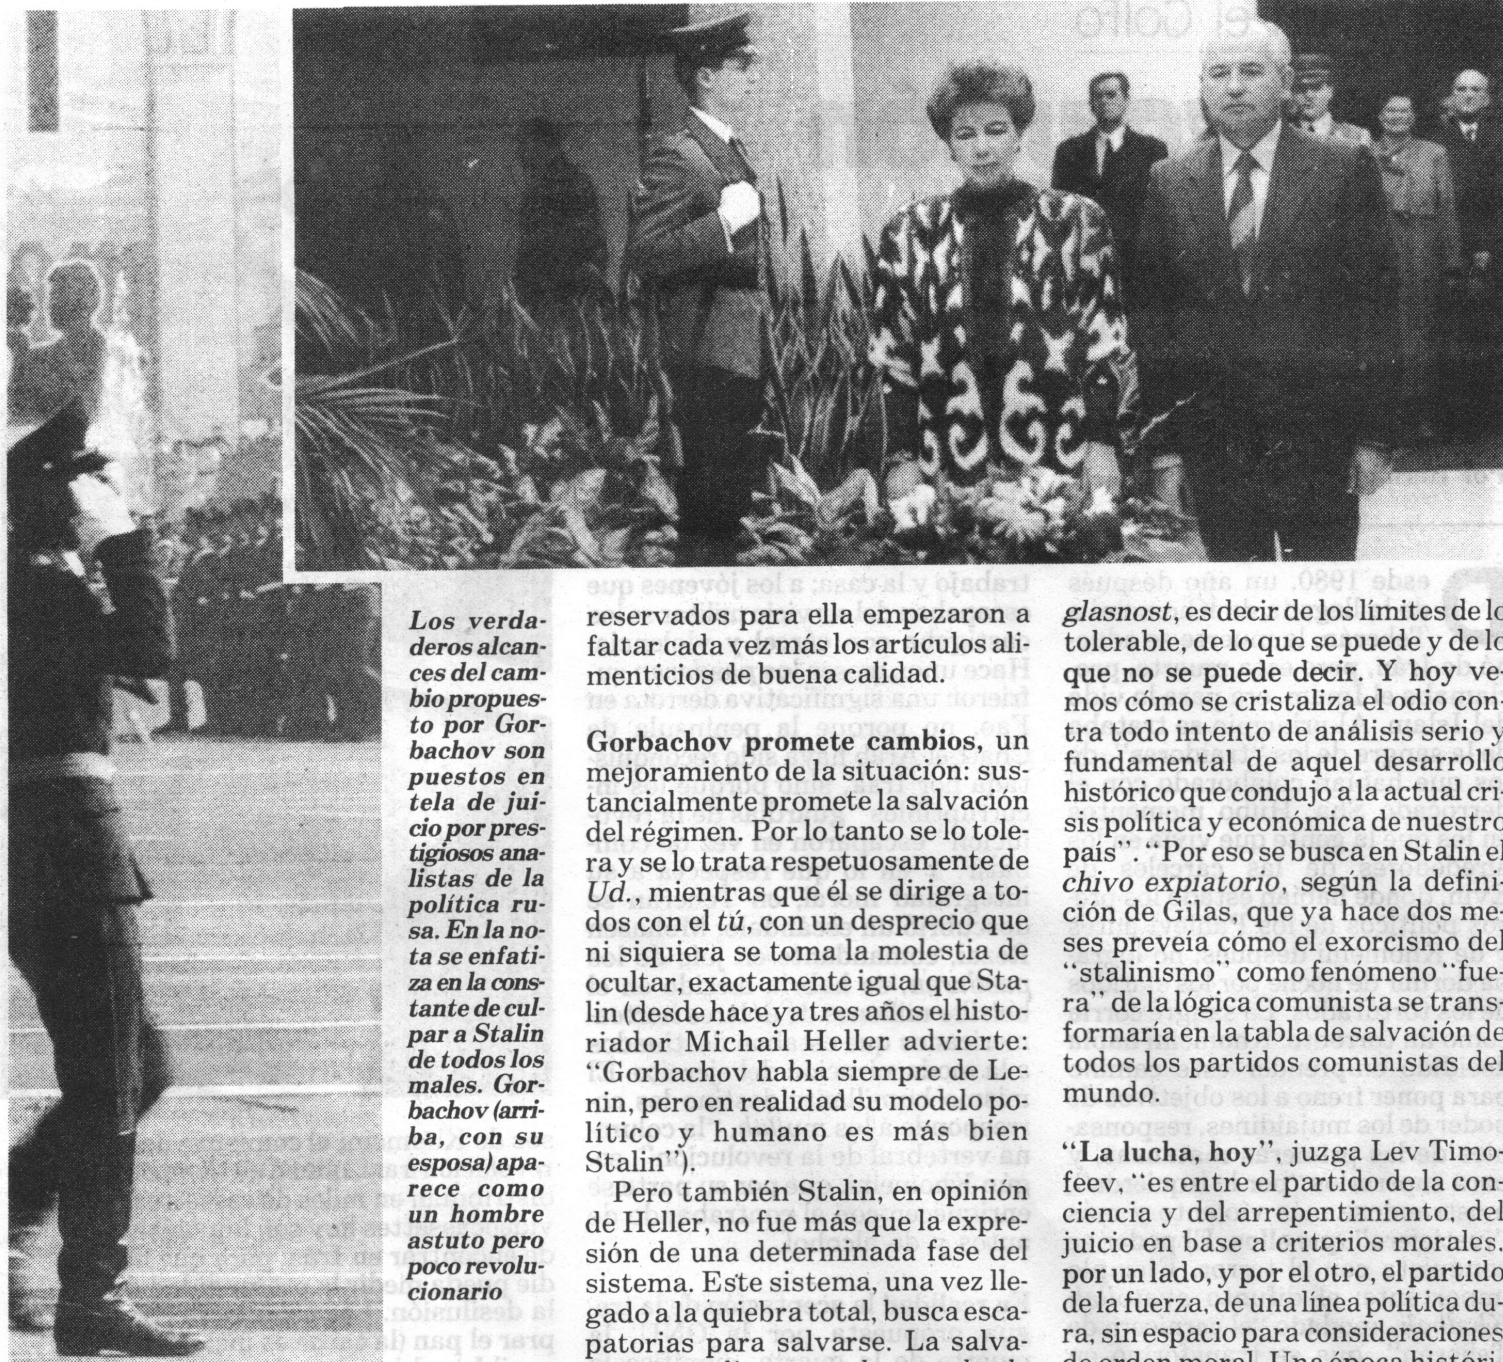 Los verda-
deros alcan-
ces del cam-
bio propues-
to por Gor-
bachov son
puestos en
tela de jui-
cio por pres-
tigiosos ana-
listas de la
política ru-
sa. En la no-
ta se enfati-
za en la cons-
tante de cul-
par a Stalin
de todos los
males. Gor-
bachov (arri-
ba, con su
esposa) apa-
rece como
un hombre
astuto pero
poco revolu-
cionario
reservados para ella empezaron a
faltar cada vez más los artículos ali-
menticios de buena calidad.
Gorbachov promete cambios, un
mejoramiento de la situación: sus-
tancialmente promete la salvación
del régimen. Por lo tanto se lo tole-
ra y se lo trata respetuosamente de
Ud., mientras que él se dirige a to-
dos con el tú, con un desprecio que
ni siquiera se toma la molestia de
ocultar, exactamente igual que Sta-
lin (desde hace ya tres años el histo-
riador Michail Heller advierte:
“Gorbachov habla siempre de Le-
nin, pero en realidad su modelo po-
lítico y humano es más bien
Stalin”).
Pero también Stalin, en opinión
de Heller, no fue más que la expre-
sión de una determinada fase del
sistema. Este sistema, una vez lle-
gado a la quiebra total, busca esca-
patorias para salvarse. La salva-
glasnost, es decir de los límites de lo
tolerable, de lo que se puede y de lo
que no se puede decir. Y hoy ve-
mos cómo se cristaliza el odio con-
tra todo intento de análisis serio y
fundamental de aquel desarrollo
histórico que condujo a la actual cri-
sis política y económica de nuestro
país”. “Por eso se busca en Stalin el
chivo expiatorio, según la defini-
ción de Gilas, que ya hace dos me-
ses preveía cómo el exorcismo del
“stalinismo” como fenómeno “fue-
ra” de la lógica comunista se trans-
formaría en la tabla de salvación de
todos los partidos comunistas del
mundo.
“La lucha, hoy”, juzga Lev Timo-
féev, “es entre el partido de la con-
ciencia y del arrepentimiento, del
juicio en base a criterios morales,
por un lado, y por el otro, el partido
de la fuerza, de una línea política du-
ra, sin espacio para consideraciones
de orden moral. Una época históri-